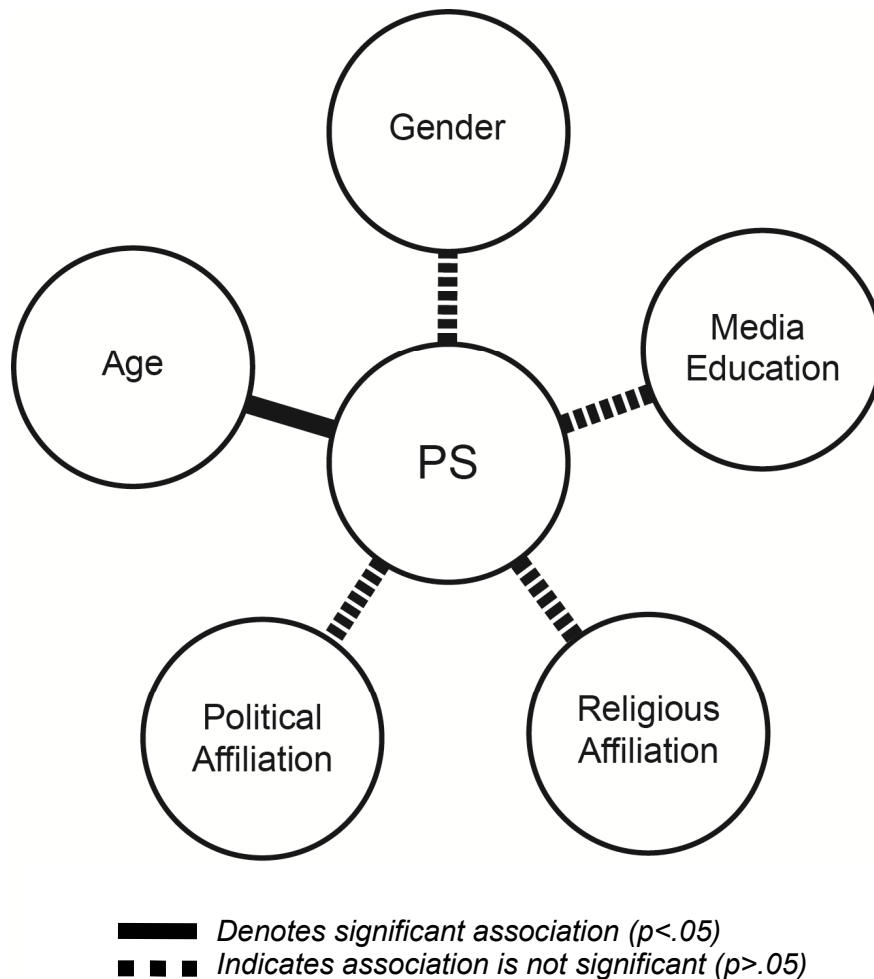 Gender
Media
Education
Age
PS
Political
Affiliation
Religious
Affiliation
Denotes significant association (p<.05)
Indicates association is not significant (p>.05)